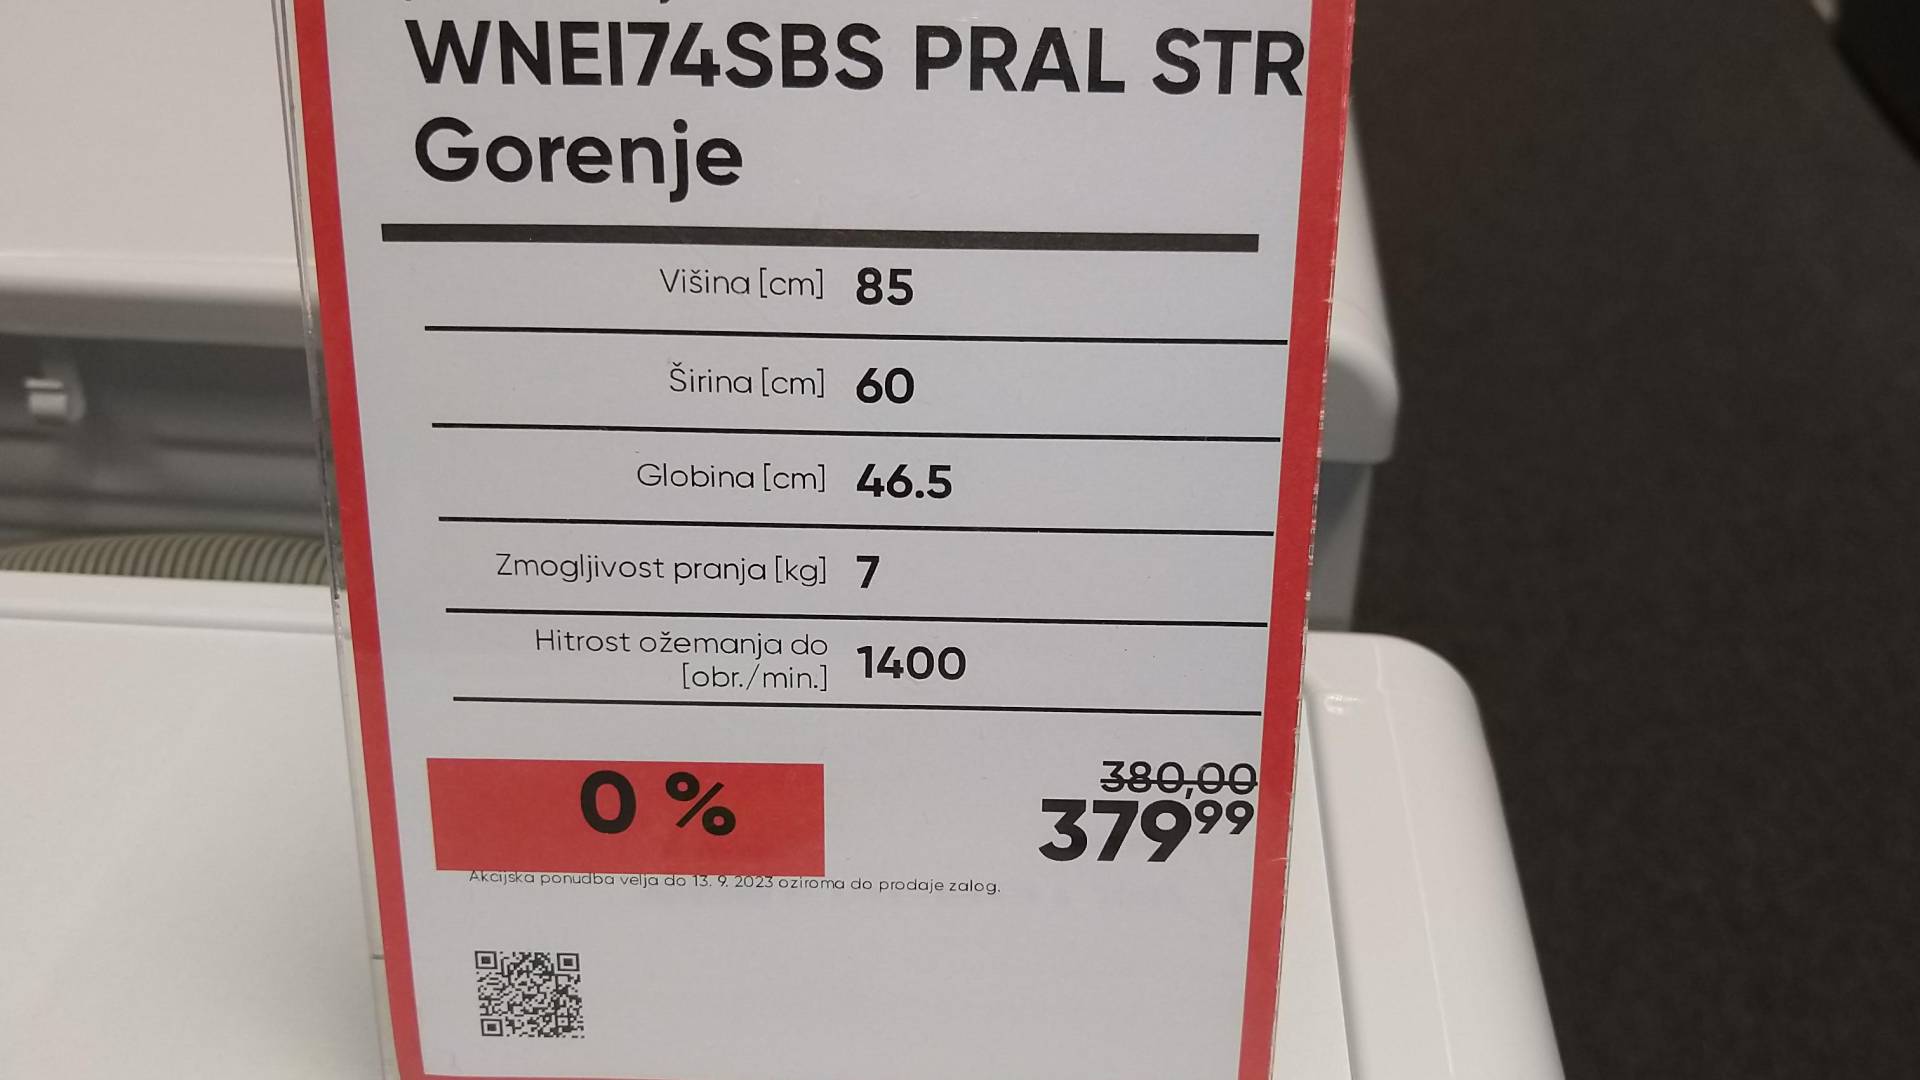 WNEI74SBS PRAL STR
Gorenje
Višina [cm] 85
Širina [cm] 60
Globina [cm] 46.5
Zmogljivost pranja [kg] 7
Hitrost ožemanja do
[obr./min.] 1400
0 %
380,00
37999
Akcijska ponudba velja do 13. 9. 2023 oziroma do prodaje zalog.